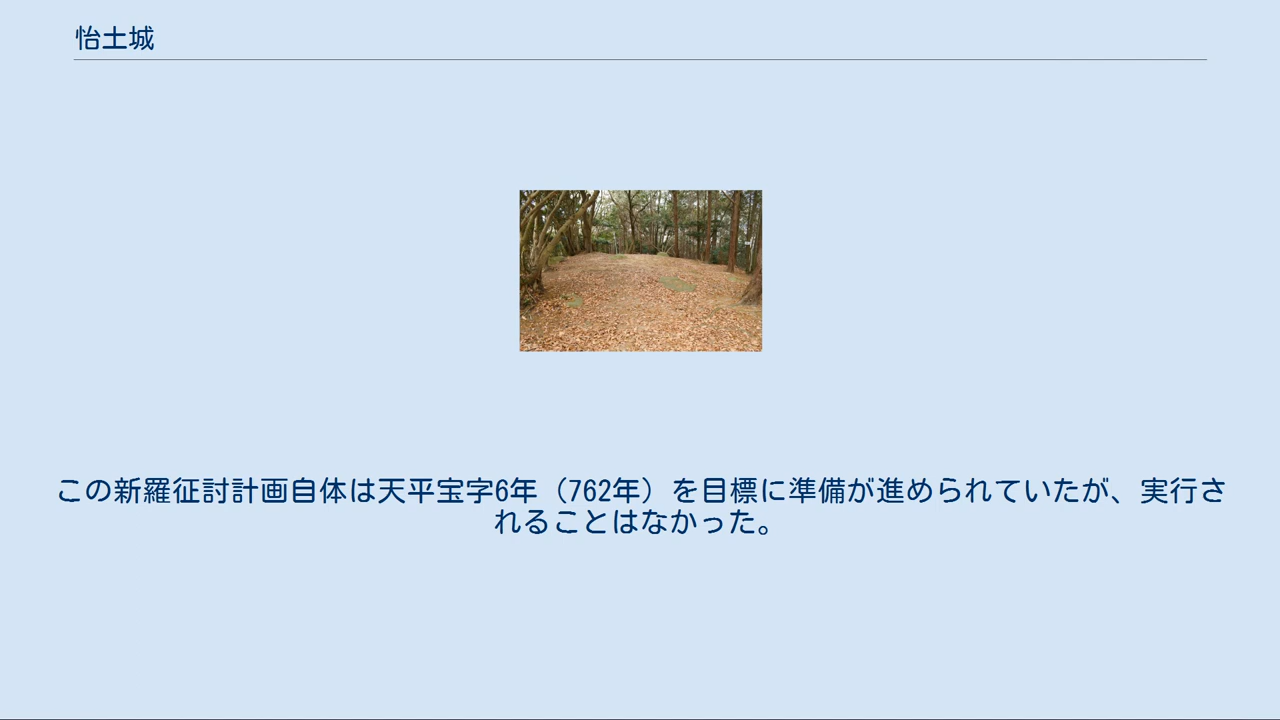 怡土城
この新羅征討計画自体は天平宝字6年（762年）を目標に準備が進められていたが、実行さ
れることはなかった。